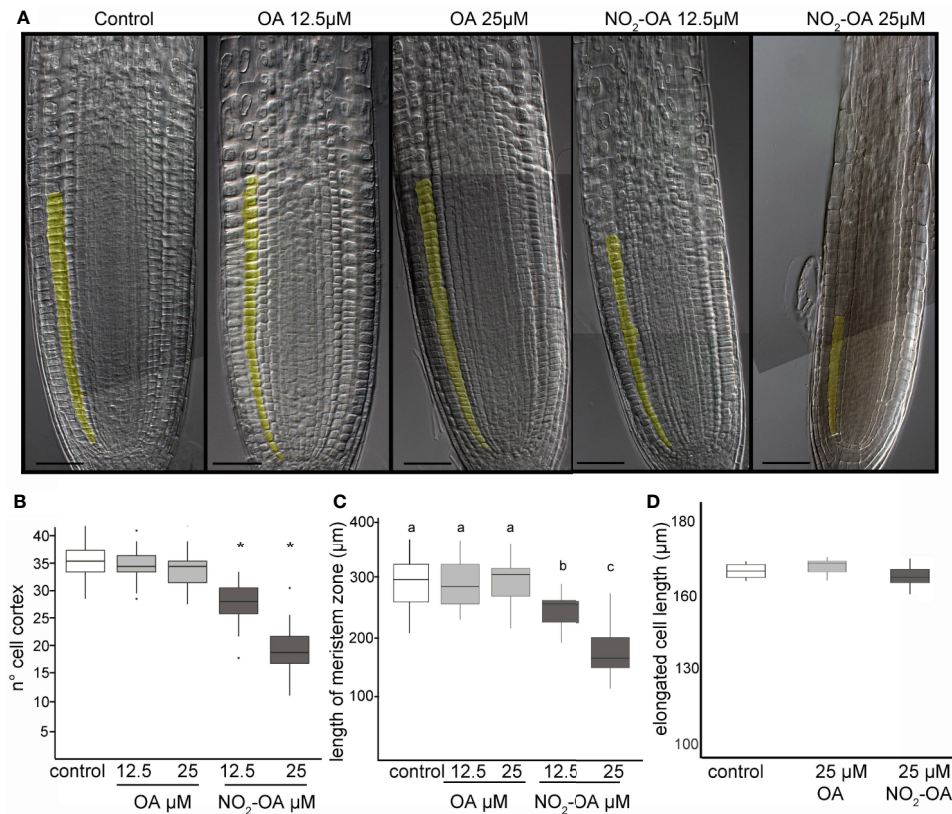 A Control OA 12.5µM OA 25µM NO2-OA 12.5µM NO2-OA 25µM
B
n° cell cortex
40
35
30
25
20
15
10
5
* *
control 12.5 25 12.5 25
OA µM NO2-OA µM
C
length of meristem zone (µm)
400
300
200
100
a a a b c
control 12.5 25 12.5 25
OA µM NO2-OA µM
D
elongated cell length (µm)
180
160
130
100
control 25 µM 25 µM
OA NO2-OA